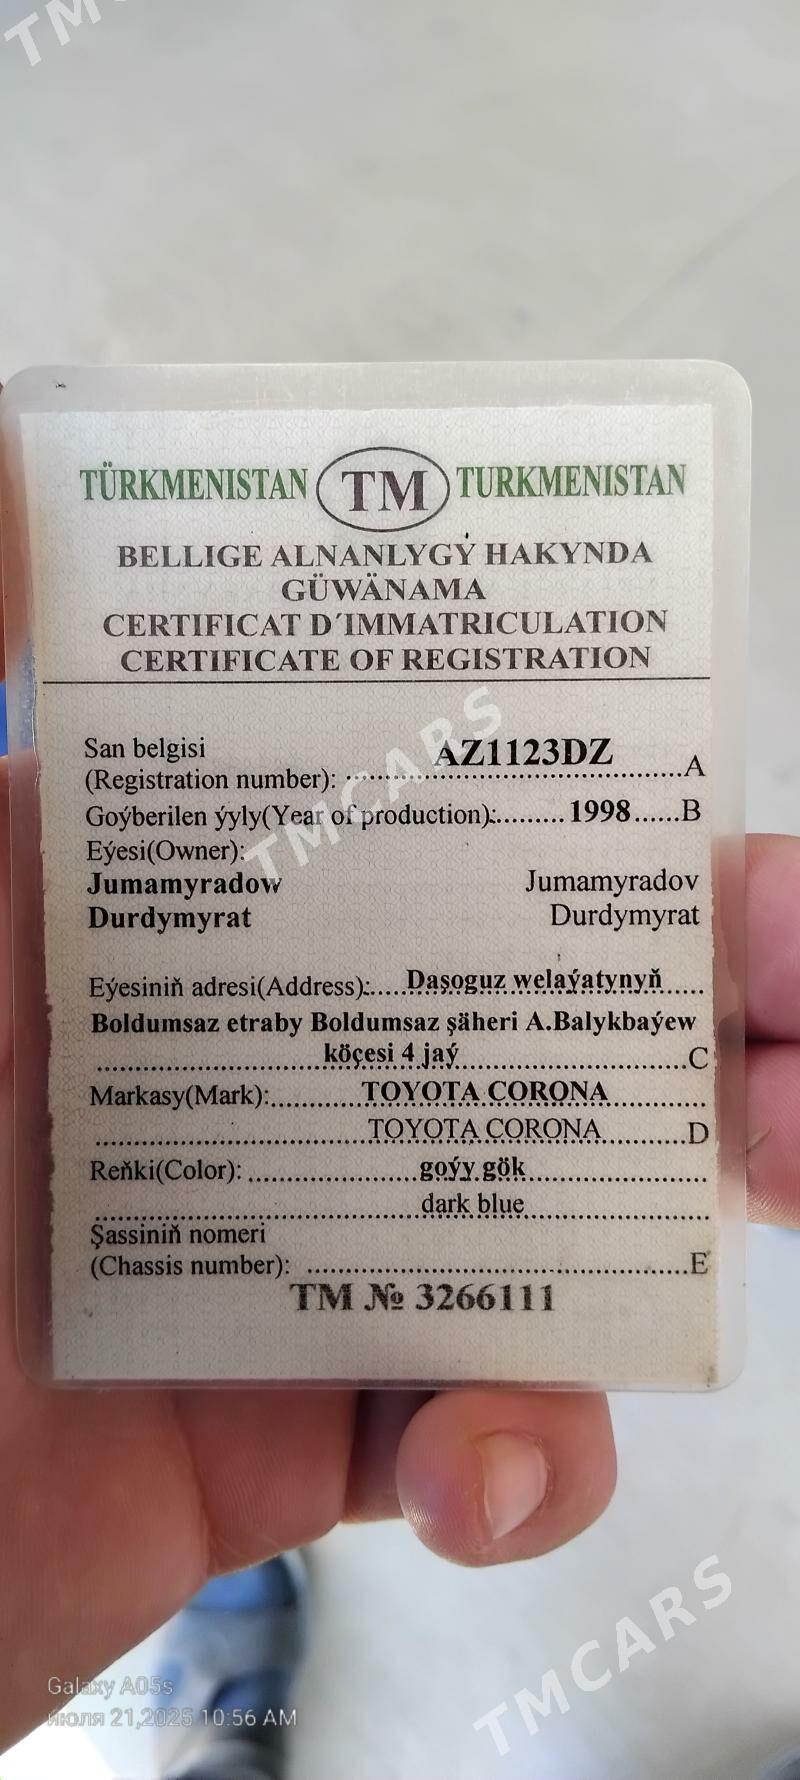 TÜRKMENISTAN TM TURKMENISTAN
BELLIGE ALNANLYGY HAKYNDA
GÜWÄNAMA
CERTIFICAT D'IMMATRICULATION
CERTIFICATE OF REGISTRATION
San belgisi
(Registration number): AZ1123DZ A
Goýberilen ýyly(Year of production): 1998 B
Eýesi(Owner):
Jumamyradow Jumamyradov
Durdymyrat Durdymyrat
Eýesiniň adresi(Address): Daşoguz welaýatynyň
Boldumsaz etraby Boldumsaz şäheri A.Balykbaýew
köçesi 4 jaý C
Markasy(Mark): TOYOTA CORONA
TOYOTA CORONA D
Reňki(Color): goýy gök
dark blue
Şassiniň nomeri
(Chassis number): E
TM № 3266111
Galaxy A05s
июля 21,2025 10:56 AM
TMCARS
TMCARS